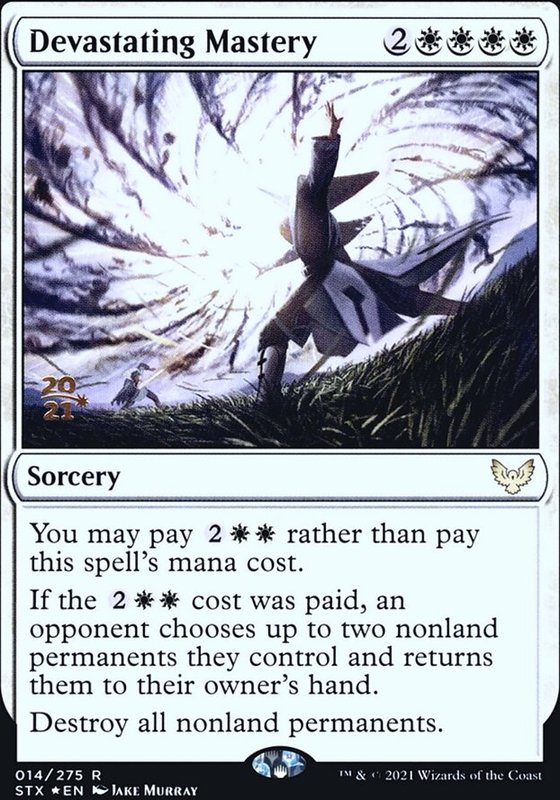 Devastating Mastery 2
20
21
Sorcery
You may pay 2 rather than pay
this spell's mana cost.
If the 2 cost was paid, an
opponent chooses up to two nonland
permanents they control and returns
them to their owner's hand.
Destroy all nonland permanents.
014/275 R
STX ★ EN Jake Murray
™ & © 2021 Wizards of the Coast